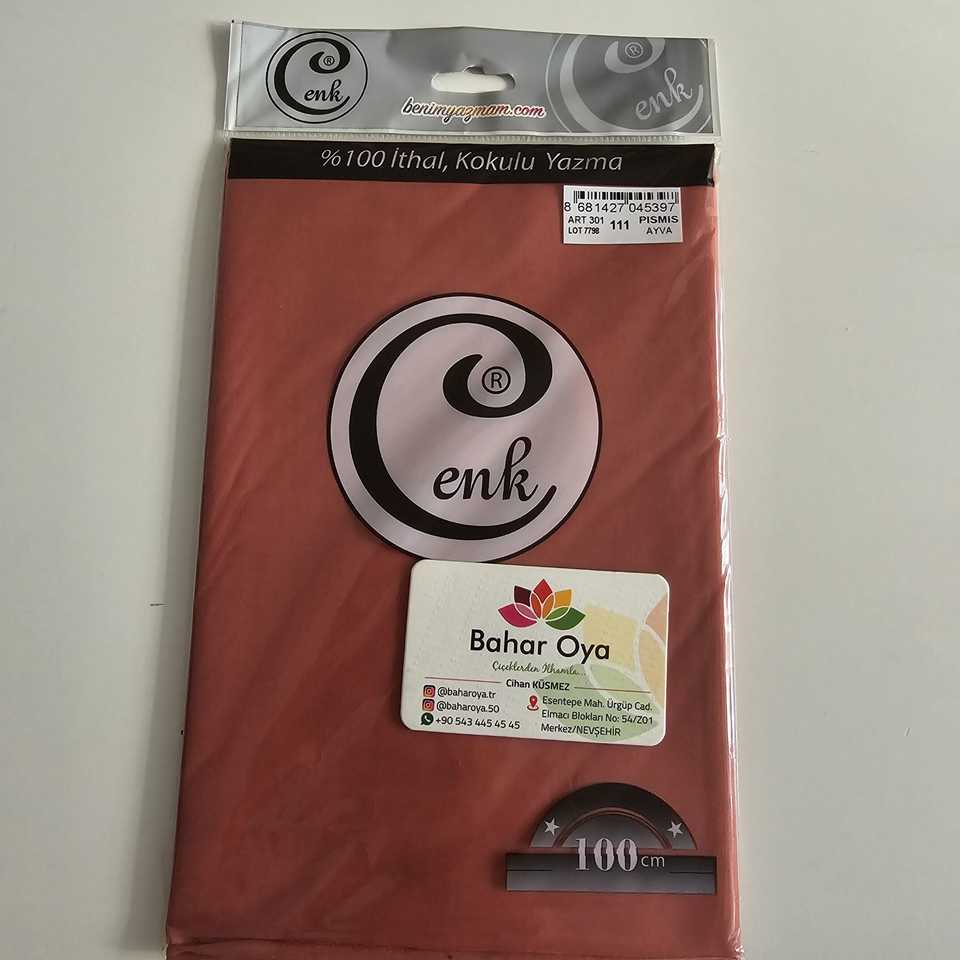 Cenk ®
benimyazmam.com
Cenk ®
%100 İthal, Kokulu Yazma
8 681427 045397
ART 301 111 PISMIS
LOT 7798 AYVA
Cenk ®
Bahar Oya
Çiçeklerden İlhamla...
Cihan KÜSMEZ
@baharoya.tr
@baharoya.50
+90 543 445 45 45
Esentepe Mah. Ürgüp Cad.
Elmacı Blokları No: 54/Z01
Merkez/NEVŞEHİR
100 cm